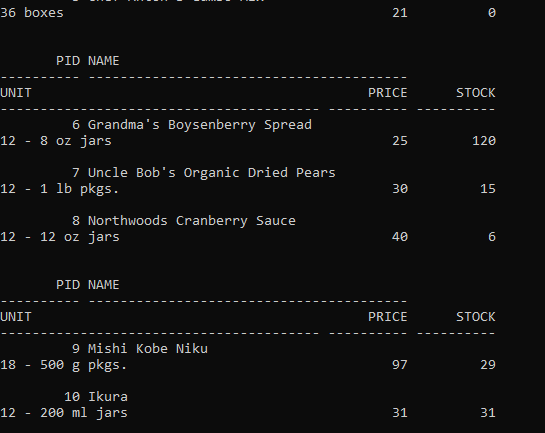 36 boxes 21 0
PID NAME
---------- ----------------------------------------
UNIT PRICE STOCK
---------------------------------------- ---------- ----------
6 Grandma's Boysenberry Spread
12 - 8 oz jars 25 120
7 Uncle Bob's Organic Dried Pears
12 - 1 lb pkgs. 30 15
8 Northwoods Cranberry Sauce
12 - 12 oz jars 40 6
PID NAME
---------- ----------------------------------------
UNIT PRICE STOCK
---------------------------------------- ---------- ----------
9 Mishi Kobe Niku
18 - 500 g pkgs. 97 29
10 Ikura
12 - 200 ml jars 31 31